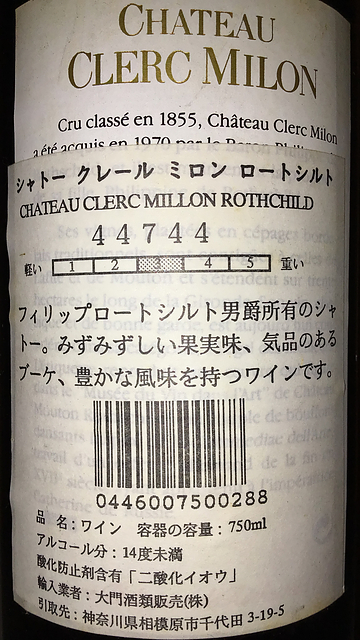 CHATEAU
CLERC MILON
Cru classé en 1855, Château Clerc Milon
a été acquis en 1970 par le Baron
シャトー クレール ミロン ロートシルト
CHATEAU CLERC MILLON ROTHCHILD
44744
軽い 1 2 3 4 5 重い
フィリップロートシルト男爵所有のシャ
トー。みずみずしい果実味、気品のある
ブーケ、豊かな風味を持つワインです。
0446007500288
品 名：ワイン 容器の容量：750ml
アルコール分：14度未満
酸化防止剤含有「二酸化イオウ」
輸入業者：大門酒類販売(株)
引取先：神奈川県相模原市千代田 3-19-5